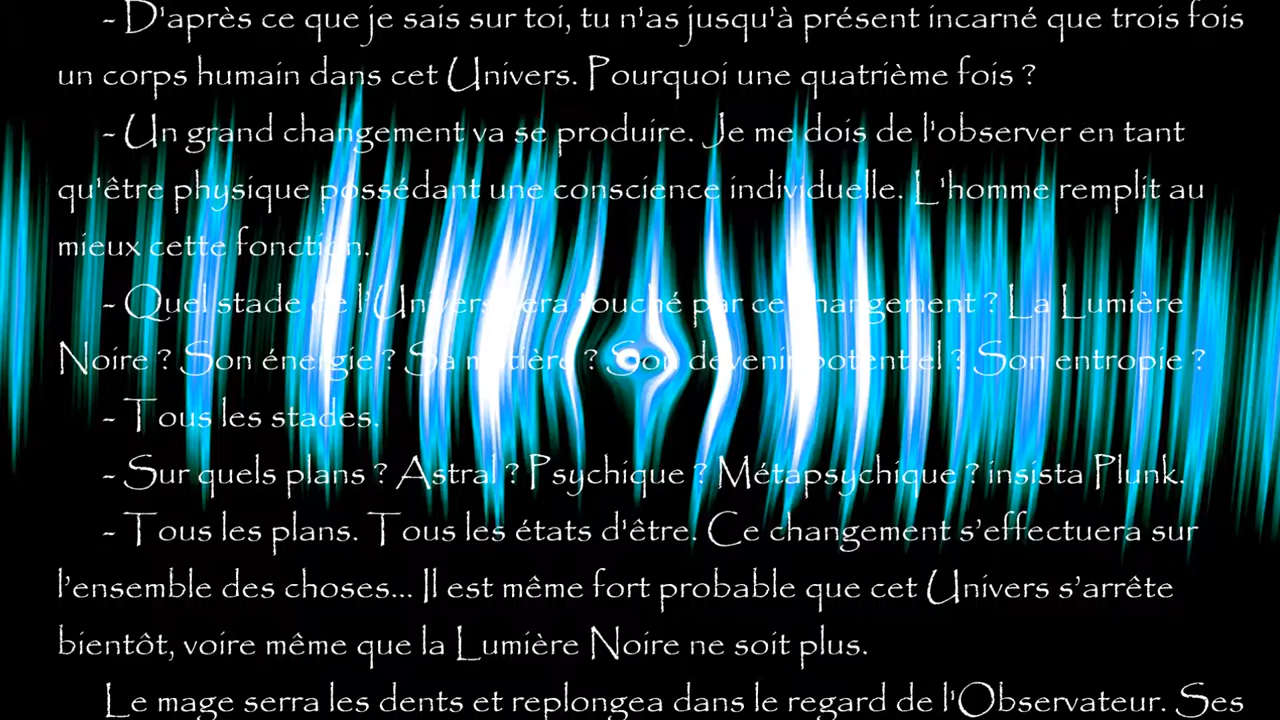 - D'après ce que je sais sur toi, tu n'as jusqu'à présent incarné que trois fois
un corps humain dans cet Univers. Pourquoi une quatrième fois ?
- Un grand changement va se produire. Je me dois de l'observer en tant
qu'être physique possédant une conscience individuelle. L'homme remplit au
mieux cette fonction.
- Quel stade de l'Univers sera touché par ce changement ? La Lumière
Noire ? Son énergie ? Sa matière ? Son devenir potentiel ? Son entropie ?
- Tous les stades.
- Sur quels plans ? Astral ? Psychique ? Métapsychique ? insista Plunk.
- Tous les plans. Tous les états d'être. Ce changement s'effectuera sur
l'ensemble des choses... Il est même fort probable que cet Univers s'arrête
bientôt, voire même que la Lumière Noire ne soit plus.
Le mage serra les dents et replongea dans le regard de l'Observateur. Ses